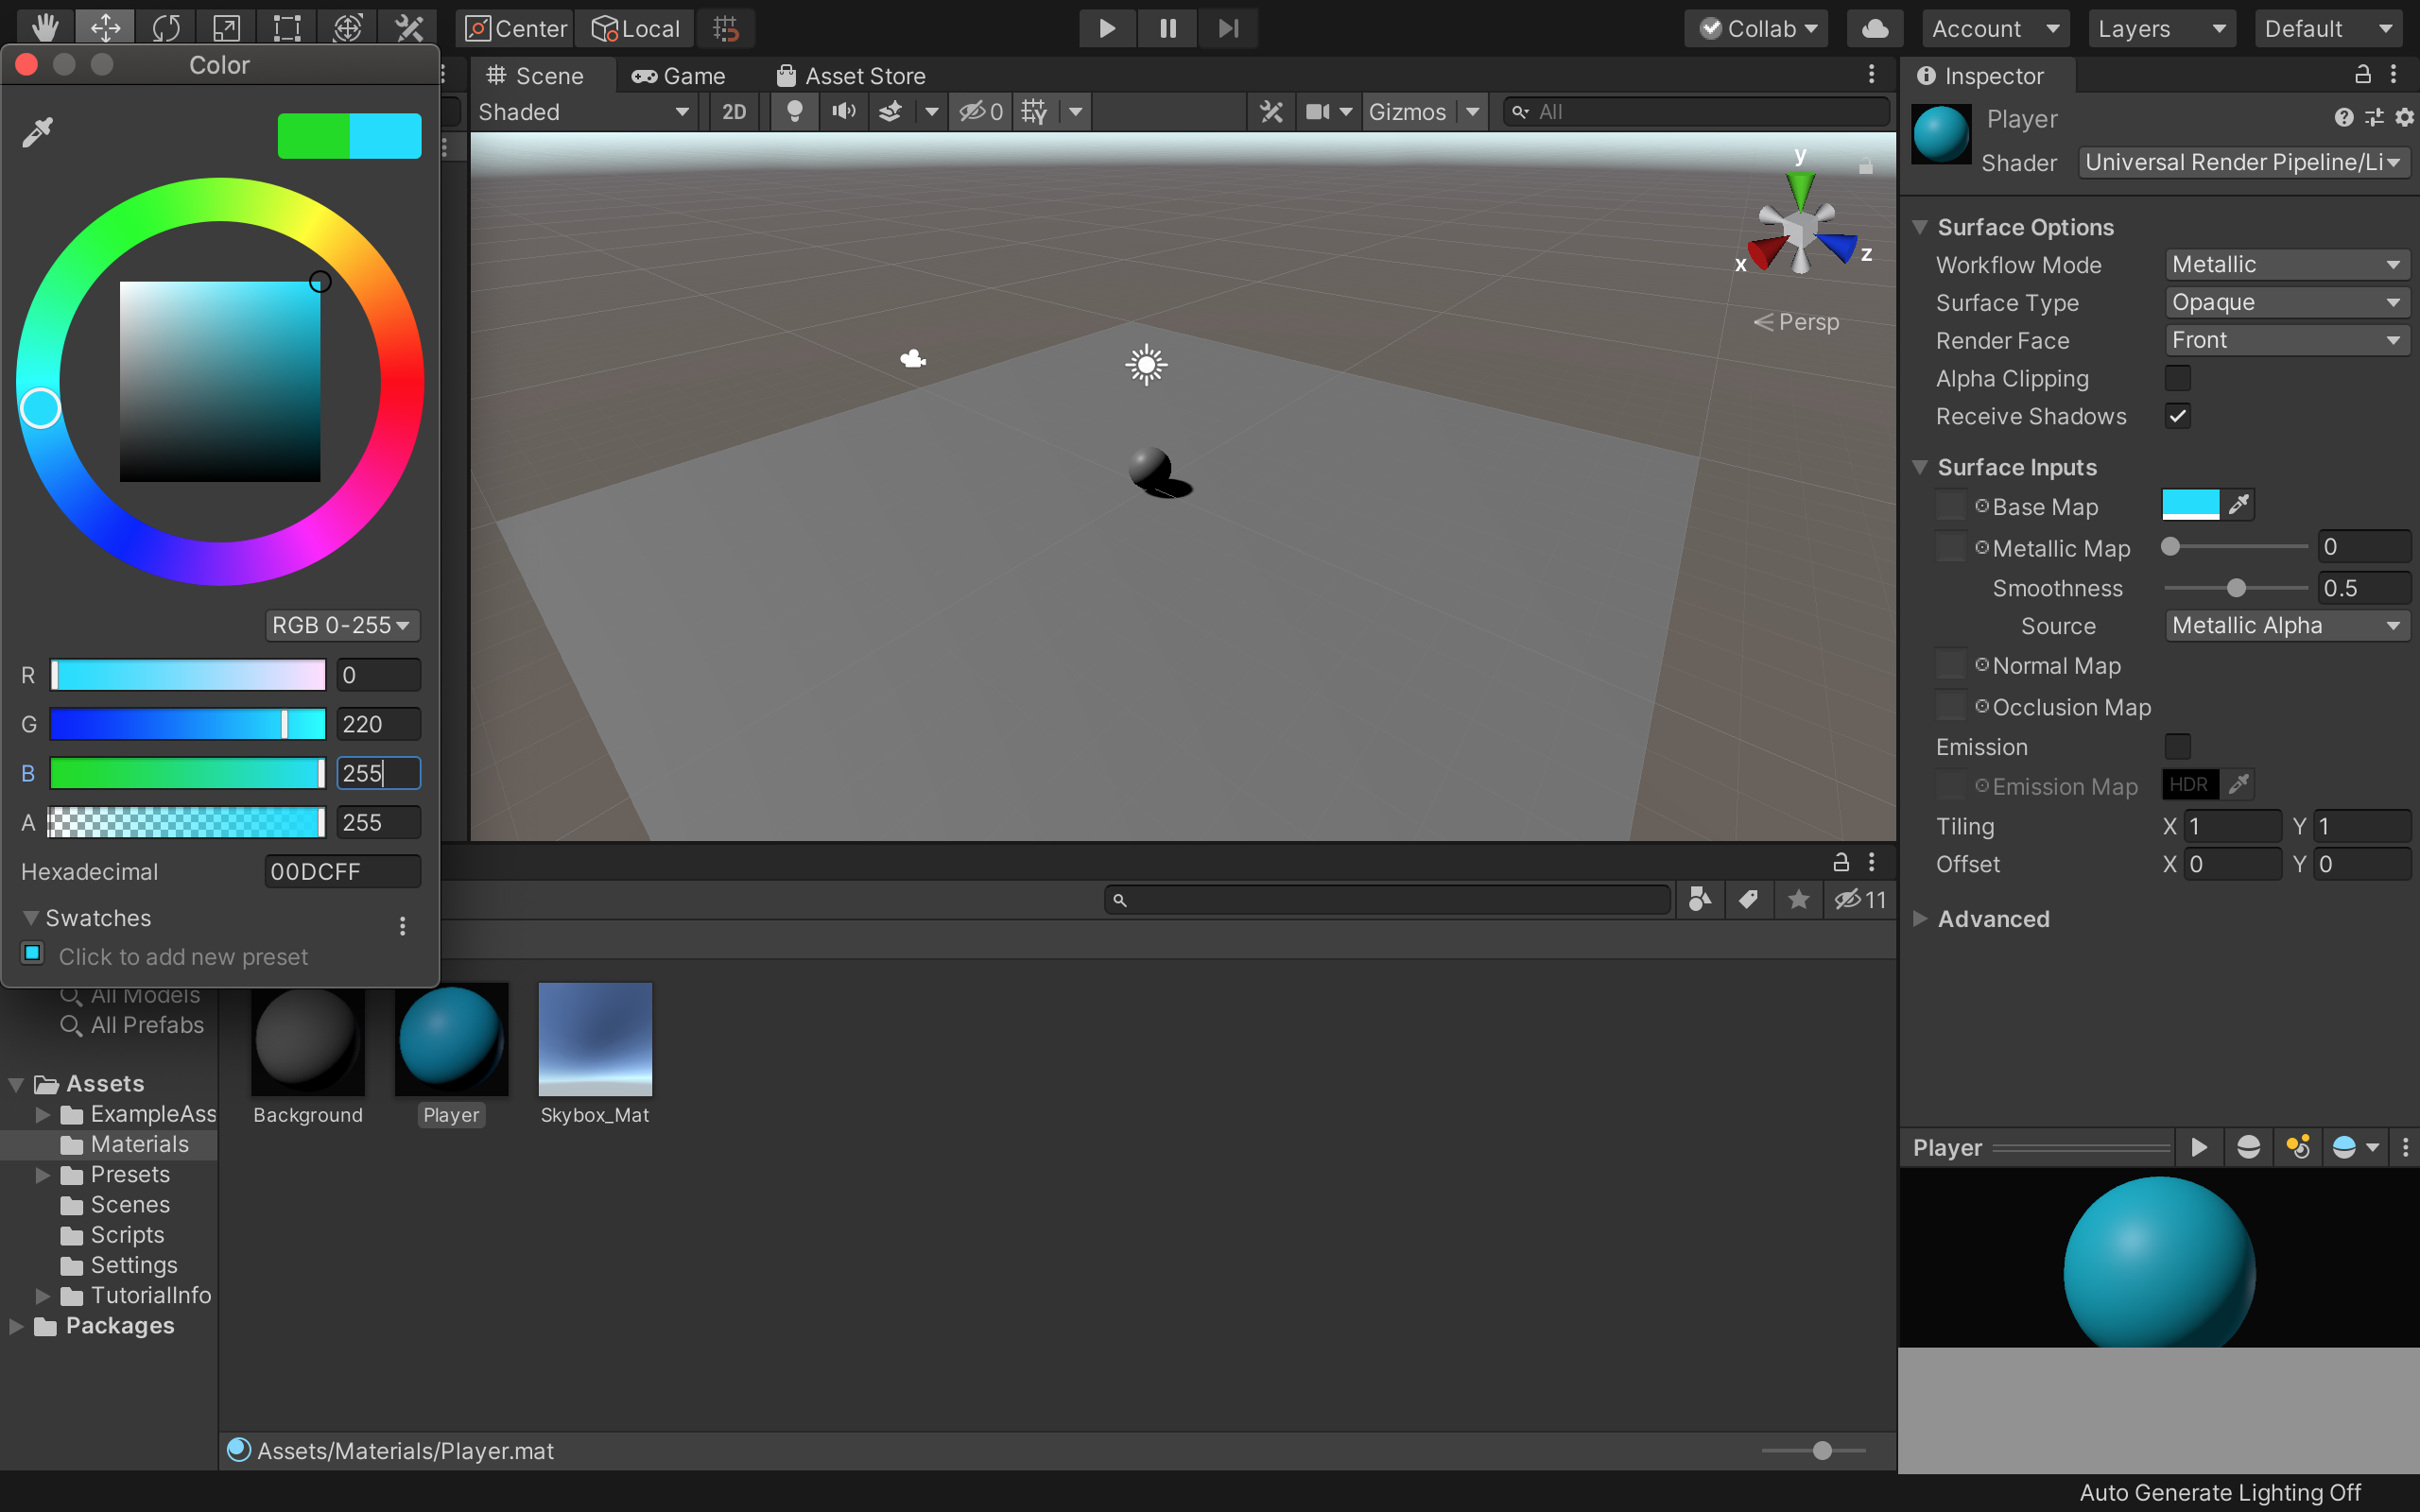 Center
Local
Collab
Account
Layers
Default
Color
RGB 0-255
R 0
G 220
B 255
A 255
Hexadecimal 00DCFF
Swatches
Click to add new preset
Scene
Game
Asset Store
Shaded
2D
0
Gizmos
All
y
x
z
Persp
Inspector
Player
Shader Universal Render Pipeline/Li
Surface Options
Workflow Mode Metallic
Surface Type Opaque
Render Face Front
Alpha Clipping
Receive Shadows
Surface Inputs
Base Map
Metallic Map 0
Smoothness 0.5
Source Metallic Alpha
Normal Map
Occlusion Map
Emission
Emission Map HDR
Tiling X 1 Y 1
Offset X 0 Y 0
Advanced
11
All Models
All Prefabs
Assets
ExampleAss
Materials
Presets
Scenes
Scripts
Settings
TutorialInfo
Packages
Background
Player
Skybox_Mat
Assets/Materials/Player.mat
Player
Auto Generate Lighting Off